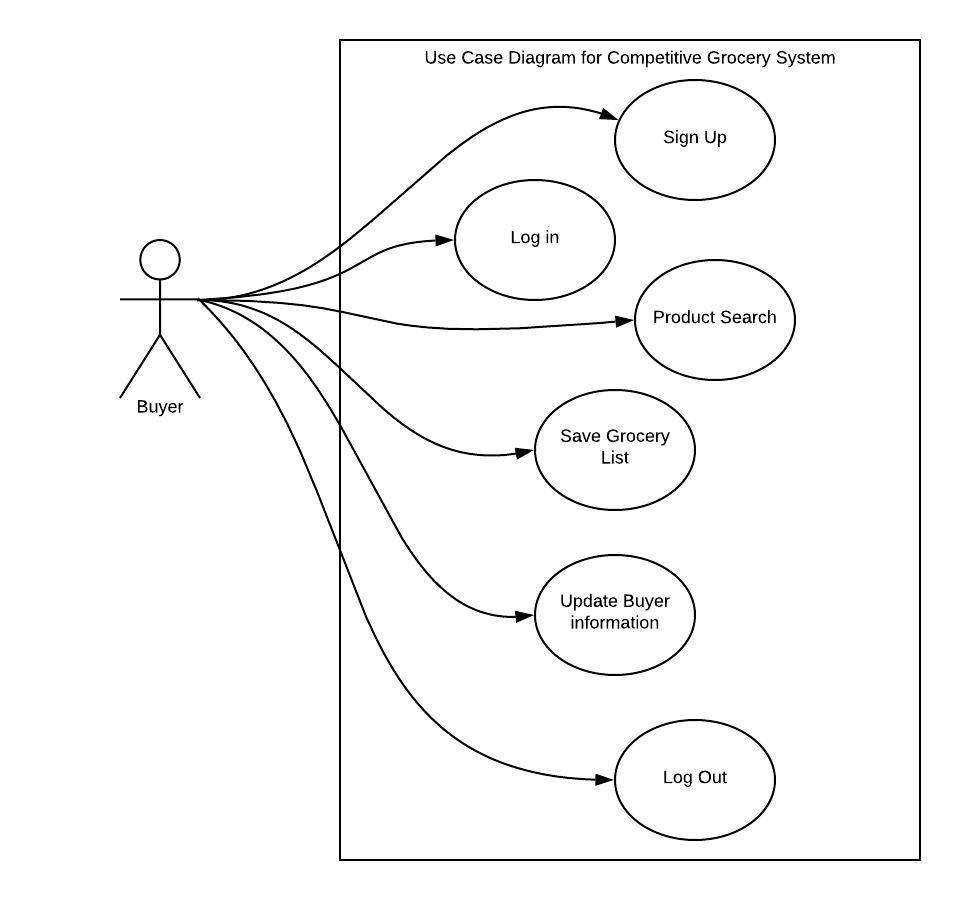 Use Case Diagram for Competitive Grocery System
Sign Up
Log in
Product Search
Buyer
Save Grocery
List
Update Buyer
information
Log Out